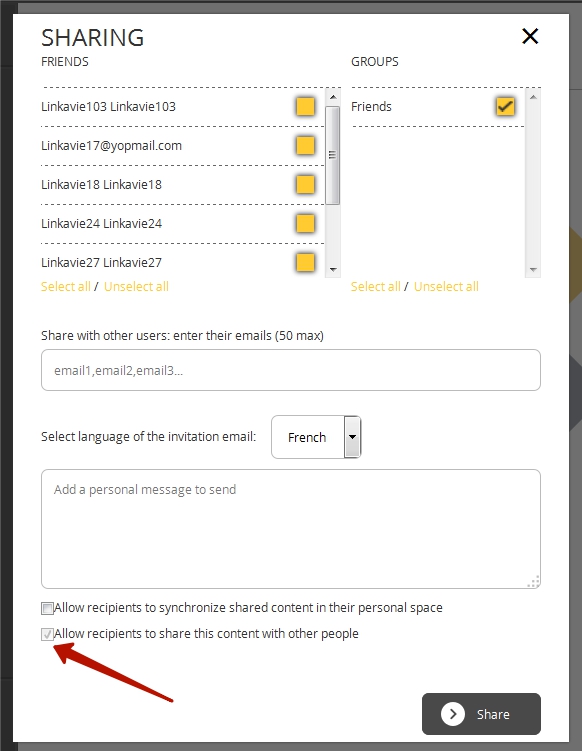 SHARING
FRIENDS
GROUPS
Linkavie103 Linkavie103
Friends
Linkavie17@yopmail.com
Linkavie18 Linkavie18
Linkavie24 Linkavie24
Linkavie27 Linkavie27
Select all / Unselect all
Select all / Unselect all
Share with other users: enter their emails (50 max)
email1,email2,email3...
Select language of the invitation email:
French
Add a personal message to send
Allow recipients to synchronize shared content in their personal space
Allow recipients to share this content with other people
Share